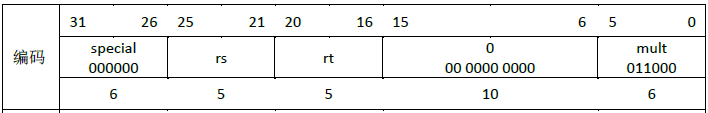 31 26 25 21 20 16 15 6 5 0
编码
special rs rt 0 mult
000000 00 0000 0000 011000
6 5 5 10 6